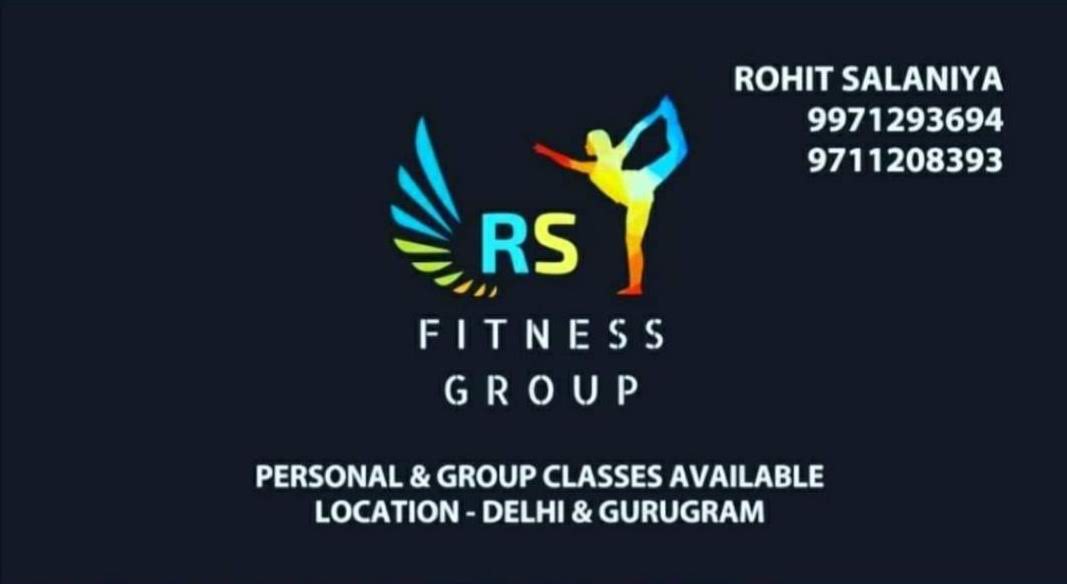 ROHIT SALANIYA
9971293694
9711208393
RS
FITNESS
GROUP
PERSONAL & GROUP CLASSES AVAILABLE
LOCATION - DELHI & GURUGRAM